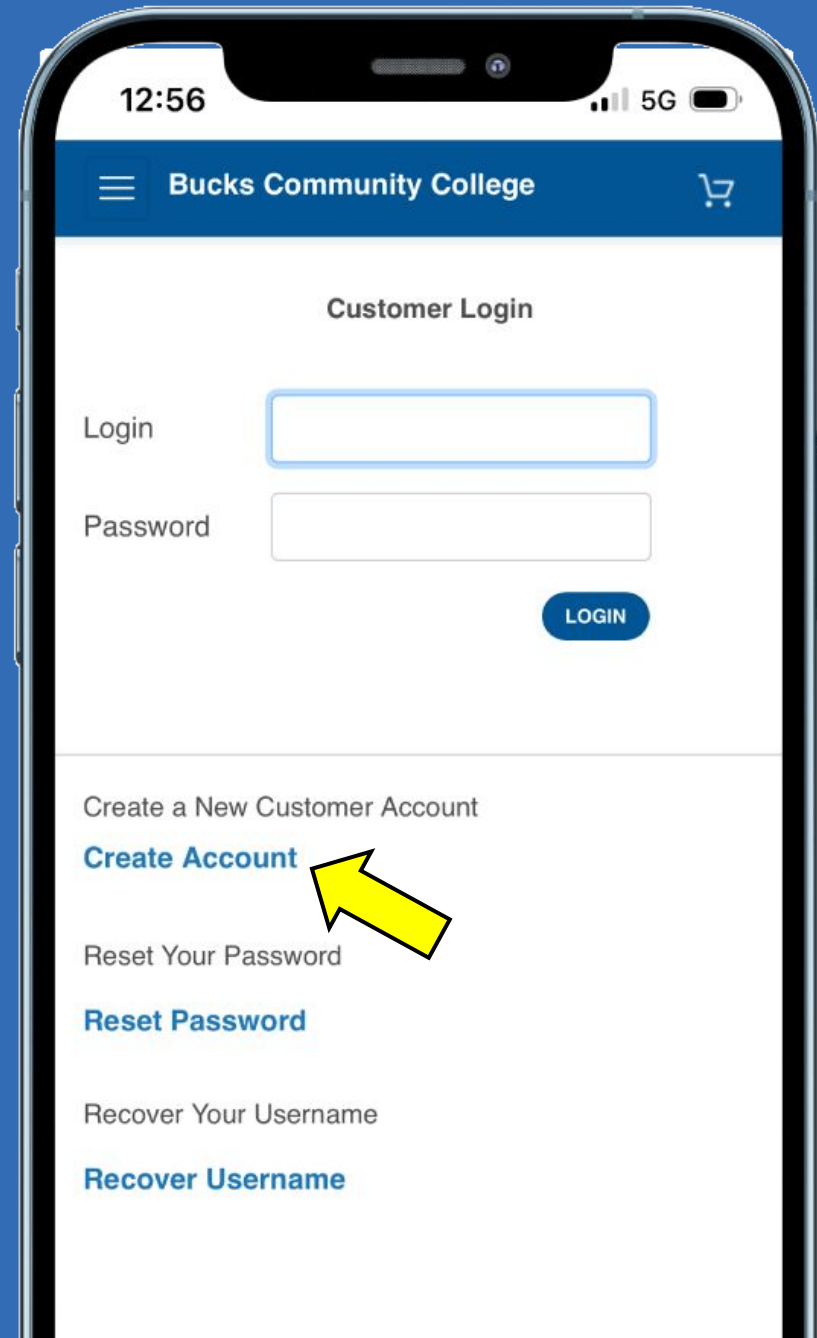 12:56
5G
Bucks Community College
Customer Login
Login
Password
LOGIN
Create a New Customer Account
Create Account
Reset Your Password
Reset Password
Recover Your Username
Recover Username